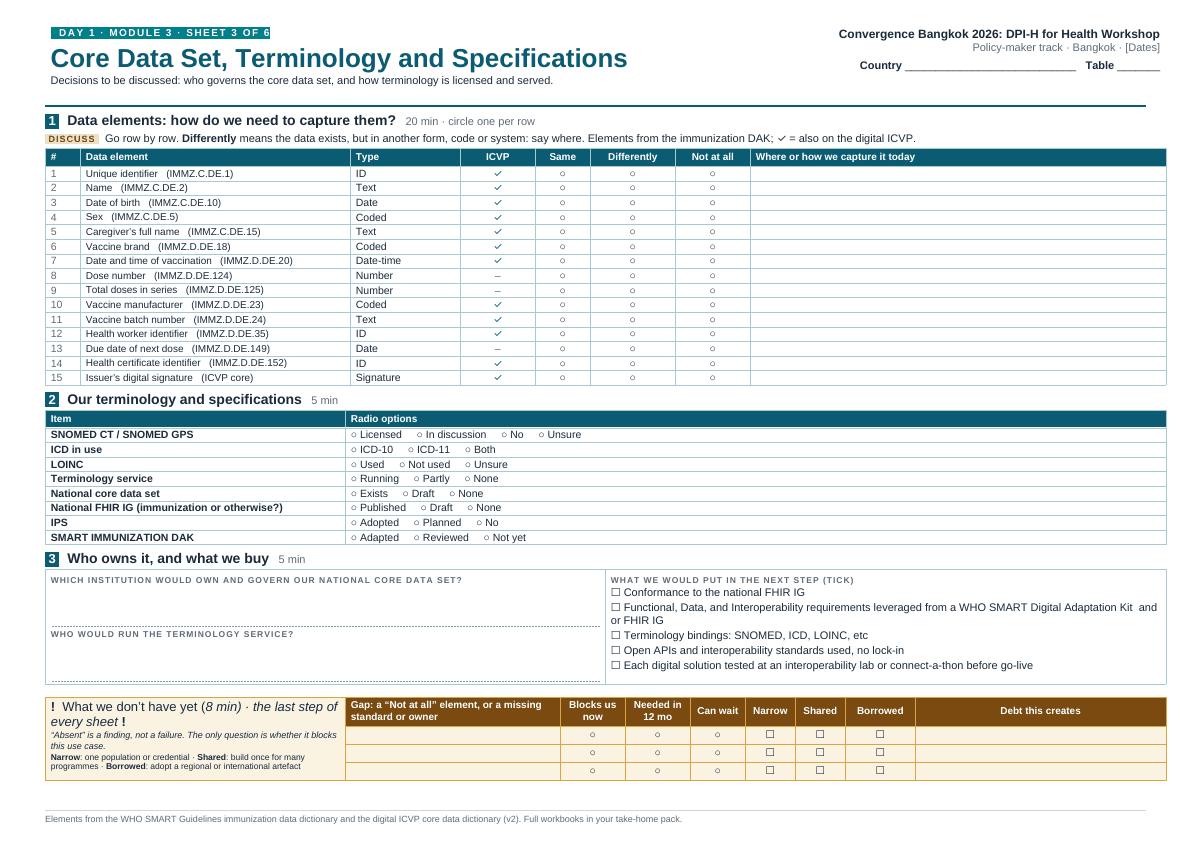 DAY 1 · MODULE 3 · SHEET 3 OF 6
Core Data Set, Terminology and Specifications
Decisions to be discussed: who governs the core data set, and how terminology is licensed and served.
Convergence Bangkok 2026: DPI-H for Health Workshop
Policy-maker track · Bangkok · [Dates]
Country ____________________________ Table _______
1 Data elements: how do we need to capture them? 20 min · circle one per row
DISCUSS Go row by row. Differently means the data exists, but in another form, code or system: say where. Elements from the immunization DAK; ✓ = also on the digital ICVP.
# Data element Type ICVP Same Differently Not at all Where or how we capture it today
1 Unique identifier (IMMZ.C.DE.1) ID ✓ ○ ○ ○
2 Name (IMMZ.C.DE.2) Text ✓ ○ ○ ○
3 Date of birth (IMMZ.C.DE.10) Date ✓ ○ ○ ○
4 Sex (IMMZ.C.DE.5) Coded ✓ ○ ○ ○
5 Caregiver’s full name (IMMZ.C.DE.15) Text ✓ ○ ○ ○
6 Vaccine brand (IMMZ.D.DE.18) Coded ✓ ○ ○ ○
7 Date and time of vaccination (IMMZ.D.DE.20) Date-time ✓ ○ ○ ○
8 Dose number (IMMZ.D.DE.124) Number – ○ ○ ○
9 Total doses in series (IMMZ.D.DE.125) Number – ○ ○ ○
10 Vaccine manufacturer (IMMZ.D.DE.23) Coded ✓ ○ ○ ○
11 Vaccine batch number (IMMZ.D.DE.24) Text ✓ ○ ○ ○
12 Health worker identifier (IMMZ.D.DE.35) ID ✓ ○ ○ ○
13 Due date of next dose (IMMZ.D.DE.149) Date – ○ ○ ○
14 Health certificate identifier (IMMZ.D.DE.152) ID ✓ ○ ○ ○
15 Issuer’s digital signature (ICVP core) Signature ✓ ○ ○ ○
2 Our terminology and specifications 5 min
Item Radio options
SNOMED CT / SNOMED GPS ○ Licensed ○ In discussion ○ No ○ Unsure
ICD in use ○ ICD-10 ○ ICD-11 ○ Both
LOINC ○ Used ○ Not used ○ Unsure
Terminology service ○ Running ○ Partly ○ None
National core data set ○ Exists ○ Draft ○ None
National FHIR IG (immunization or otherwise?) ○ Published ○ Draft ○ None
IPS ○ Adopted ○ Planned ○ No
SMART IMMUNIZATION DAK ○ Adapted ○ Reviewed ○ Not yet
3 Who owns it, and what we buy 5 min
WHICH INSTITUTION WOULD OWN AND GOVERN OUR NATIONAL CORE DATA SET?
WHO WOULD RUN THE TERMINOLOGY SERVICE?
WHAT WE WOULD PUT IN THE NEXT STEP (TICK)
☐ Conformance to the national FHIR IG
☐ Functional, Data, and Interoperability requirements leveraged from a WHO SMART Digital Adaptation Kit and
or FHIR IG
☐ Terminology bindings: SNOMED, ICD, LOINC, etc
☐ Open APIs and interoperability standards used, no lock-in
☐ Each digital solution tested at an interoperability lab or connect-a-thon before go-live
! What we don’t have yet (8 min) · the last step of
every sheet !
“Absent” is a finding, not a failure. The only question is whether it blocks
this use case.
Narrow: one population or credential · Shared: build once for many
programmes · Borrowed: adopt a regional or international artefact
Gap: a “Not at all” element, or a missing
standard or owner
Blocks us
now
Needed in
12 mo
Can wait Narrow Shared Borrowed Debt this creates
○ ○ ○ ☐ ☐ ☐
○ ○ ○ ☐ ☐ ☐
○ ○ ○ ☐ ☐ ☐
Elements from the WHO SMART Guidelines immunization data dictionary and the digital ICVP core data dictionary (v2). Full workbooks in your take-home pack.